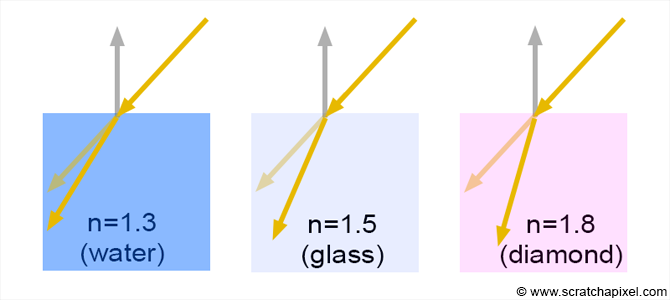 n=1.3
(water)
n=1.5
(glass)
n=1.8
(diamond)
© www.scratchapixel.com